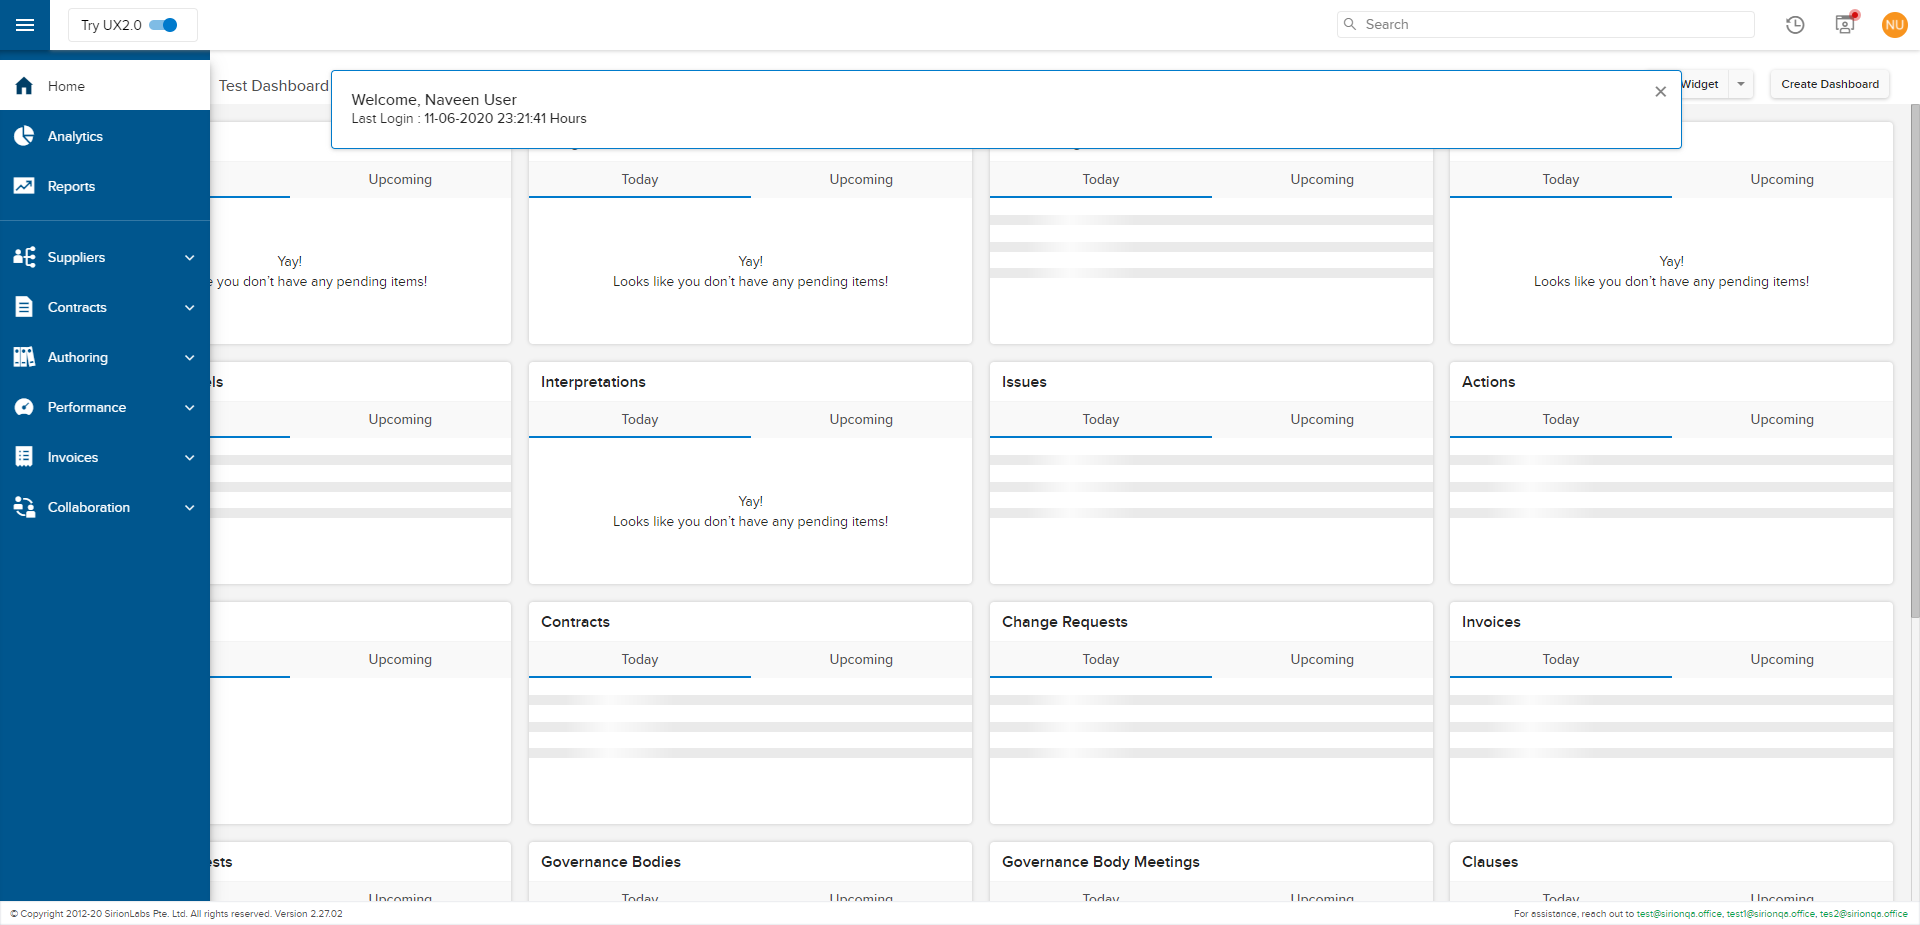 Try UX2.0
Search
NU
Home
Analytics
Reports
Suppliers
Contracts
Authoring
Performance
Invoices
Collaboration
Test Dashboard
Welcome, Naveen User
Last Login : 11-06-2020 23:21:41 Hours
Widget
Create Dashboard
Upcoming
Today Upcoming
Today Upcoming
Today Upcoming
Yay!
you don't have any pending items!
Yay!
Looks like you don't have any pending items!
Yay!
Looks like you don't have any pending items!
els
Interpretations
Issues
Actions
Upcoming
Today Upcoming
Today Upcoming
Today Upcoming
Yay!
Looks like you don't have any pending items!
Contracts
Change Requests
Invoices
Upcoming
Today Upcoming
Today Upcoming
Today Upcoming
ests
Governance Bodies
Governance Body Meetings
Clauses
Upcoming
Today Upcoming
Today Upcoming
Today Upcoming
© Copyright 2012-20 SirionLabs Pte. Ltd. All rights reserved. Version 2.27.02
For assistance, reach out to test@sirionqa.office, test1@sirionqa.office, tes2@sirionqa.office